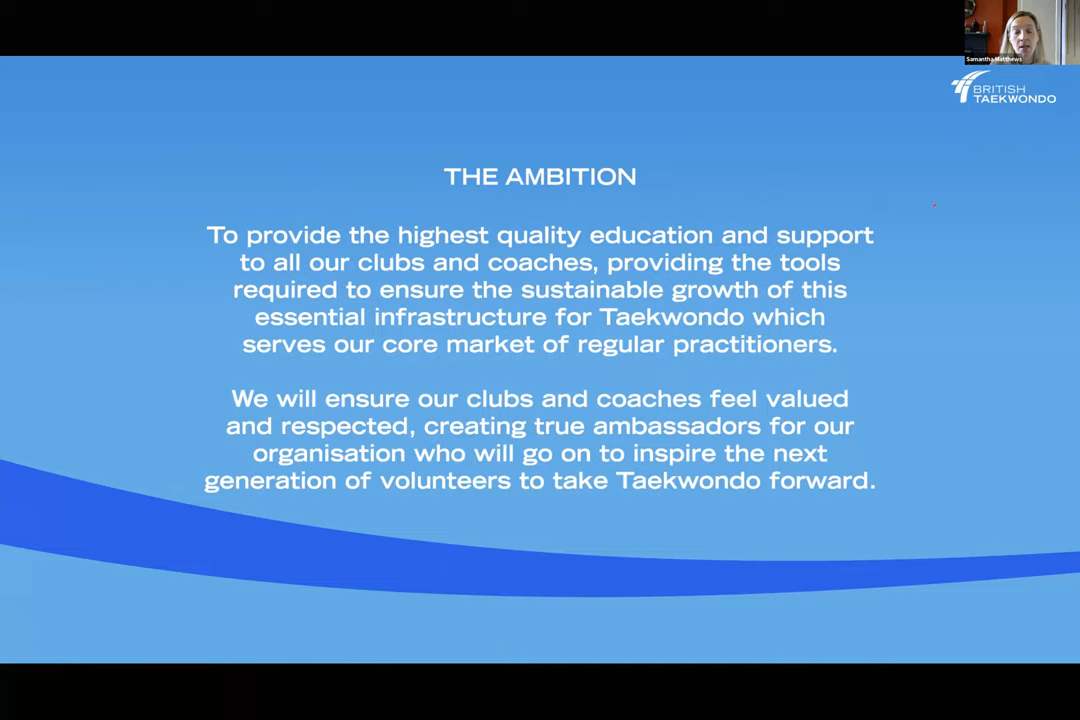 Samantha Matthews
BRITISH
TAEKWONDO
THE AMBITION
To provide the highest quality education and support
to all our clubs and coaches, providing the tools
required to ensure the sustainable growth of this
essential infrastructure for Taekwondo which
serves our core market of regular practitioners.
We will ensure our clubs and coaches feel valued
and respected, creating true ambassadors for our
organisation who will go on to inspire the next
generation of volunteers to take Taekwondo forward.